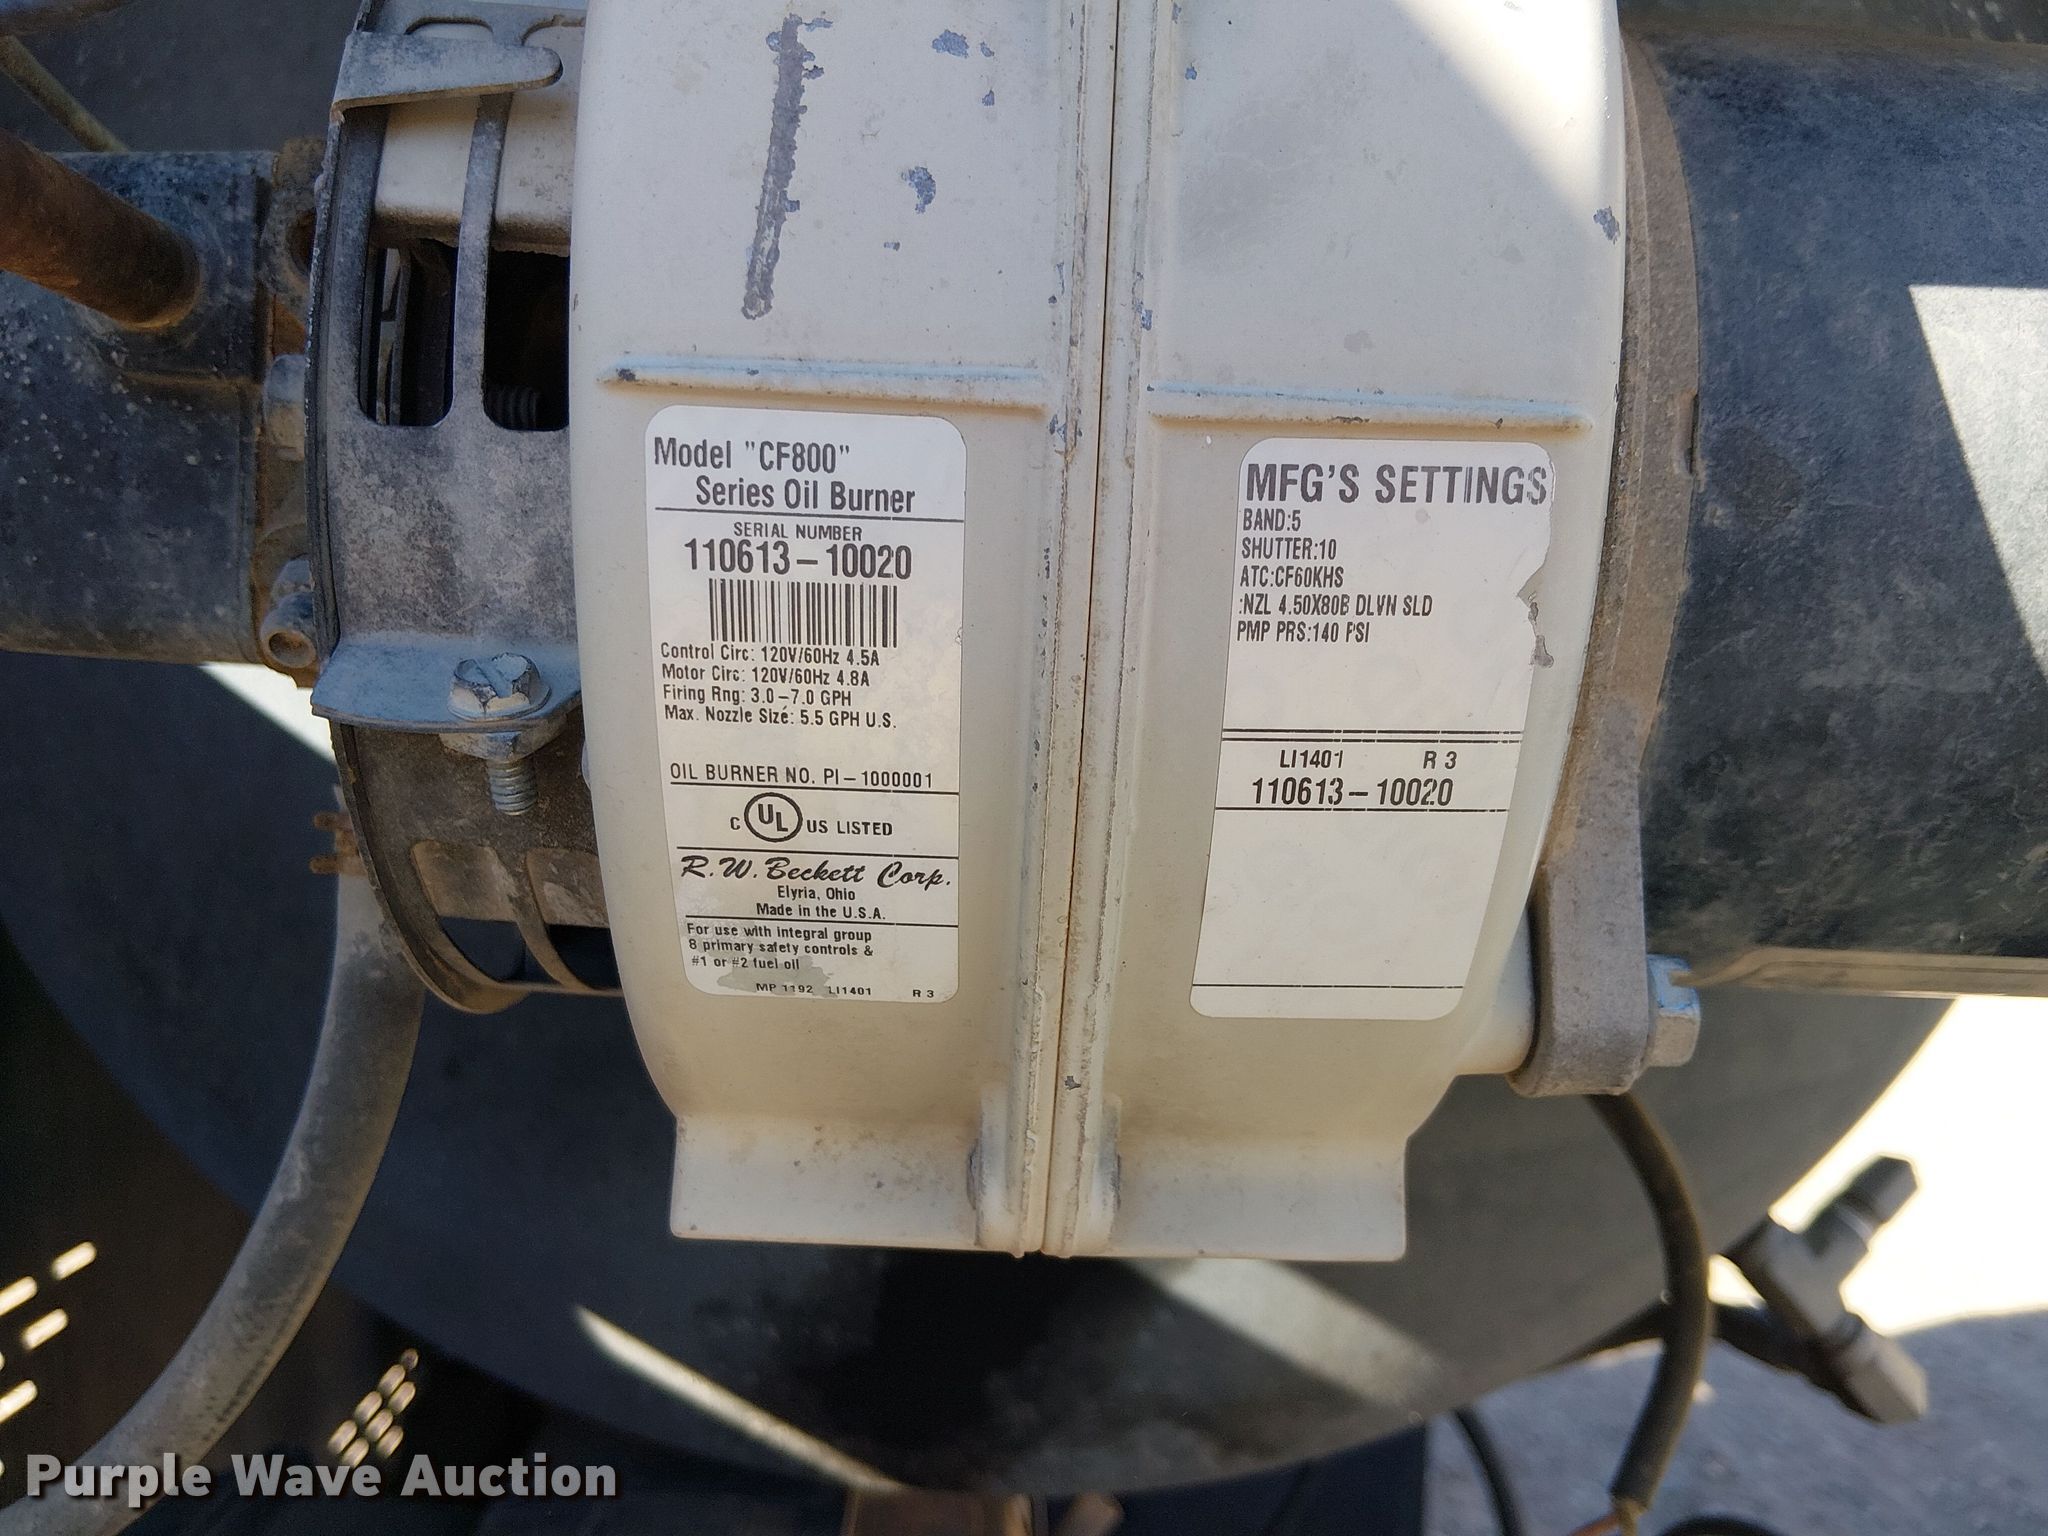 Model "CF800"
Series Oil Burner
SERIAL NUMBER
110613-10020
Control Circ: 120V/60Hz 4.5A
Motor Circ: 120V/60Hz 4.8A
Firing Rng: 3.0-7.0 GPH
Max. Nozzle Size: 5.5 GPH U.S.
OIL BURNER NO. PI-1000001
C UL US LISTED
R.W. Beckett Corp.
Elyria, Ohio
Made in the U.S.A.
For use with integral group
8 primary safety controls &
#1 or #2 fuel oil
MP 1192 LI1401 R 3
MFG'S SETTINGS
BAND:5
SHUTTER:10
ATC:CF60KHS
:NZL 4.50X80B DLVN SLD
PMP PRS:140 PSI
LI1401 R 3
110613-10020
Purple Wave Auction